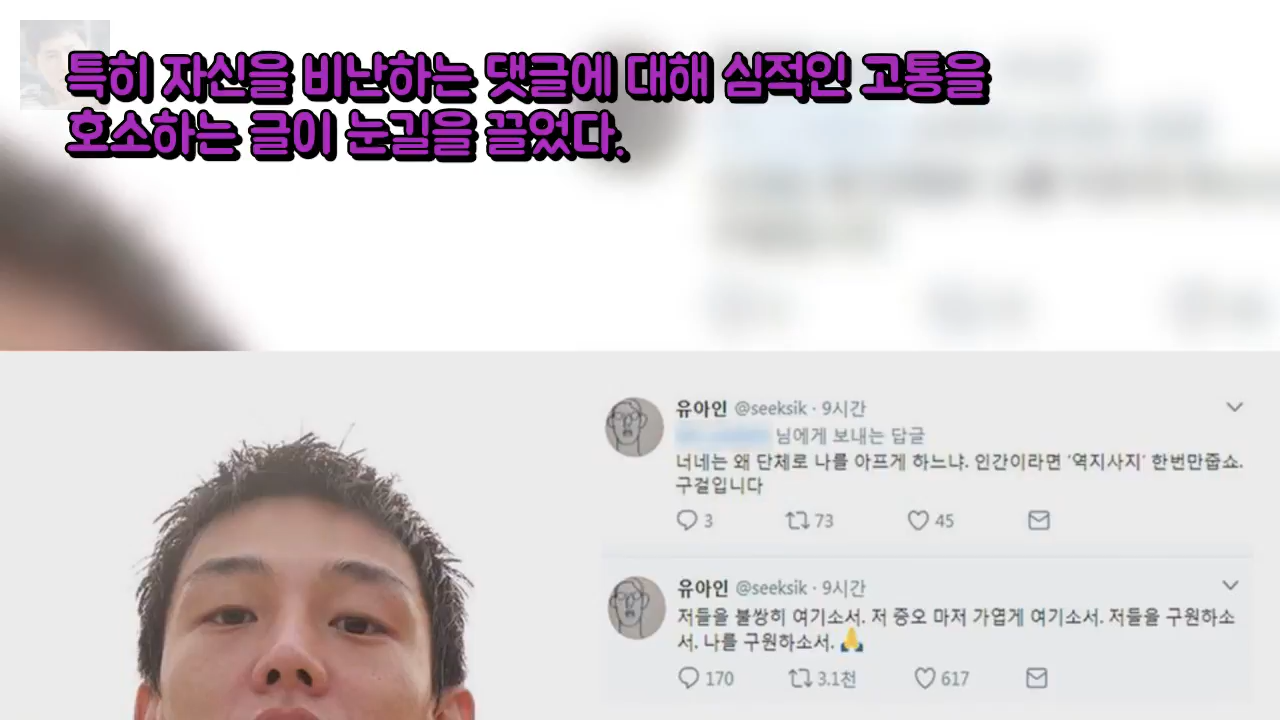 특히 자신을 비난하는 댓글에 대해 심적인 고통을
호소하는 글이 눈길을 끌었다.
유아인 @seeksik · 9시간
님에게 보내는 답글
너네는 왜 단체로 나를 아프게 하느냐. 인간이라면 '역지사지' 한번만줍쇼.
구걸입니다
3 73 45
유아인 @seeksik · 9시간
저들을 불쌍히 여기소서. 저 증오 마저 가엽게 여기소서. 저들을 구원하소
서. 나를 구원하소서. 🙏
170 3.1천 617